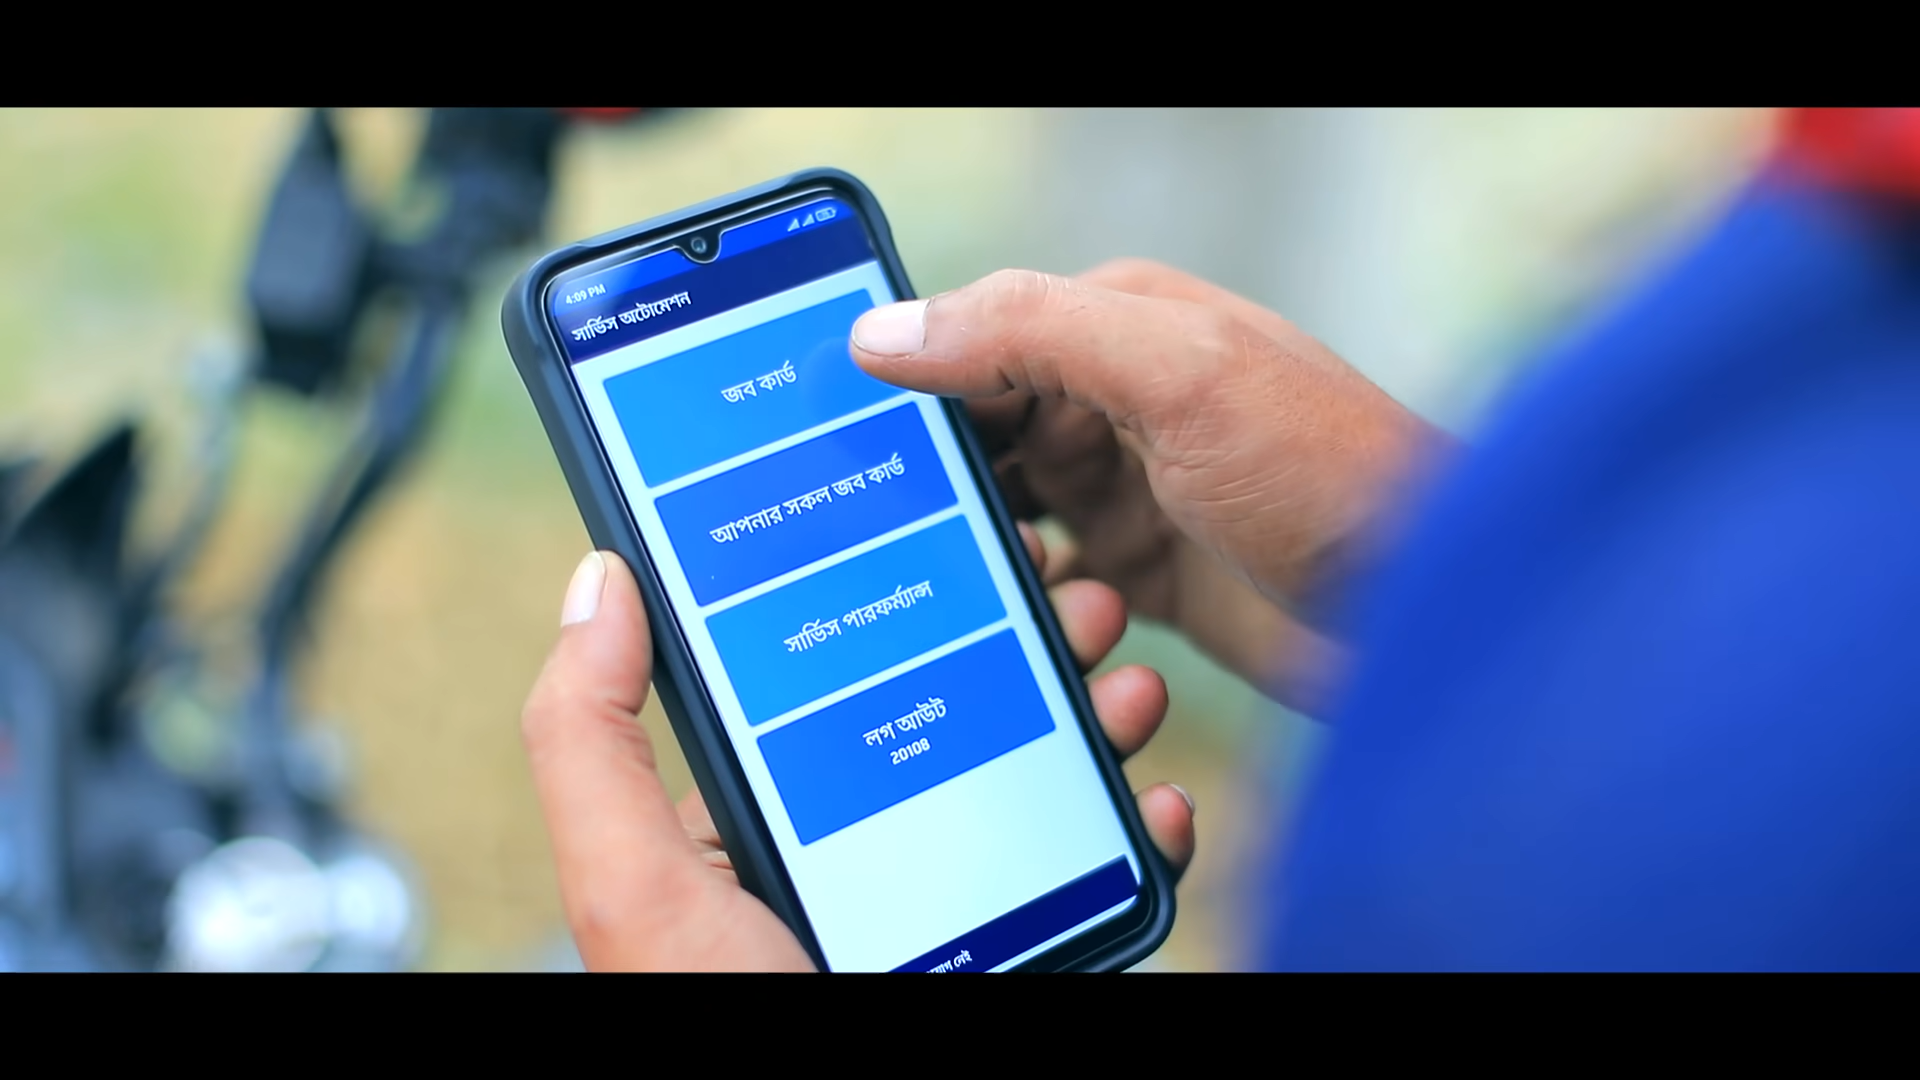 4:09 PM
সার্ভিস অটোমেশন
জব কার্ড
আপনার সকল জব কার্ড
সার্ভিস পারফর্ম্যান্স
লগ আউট
20108
নেই